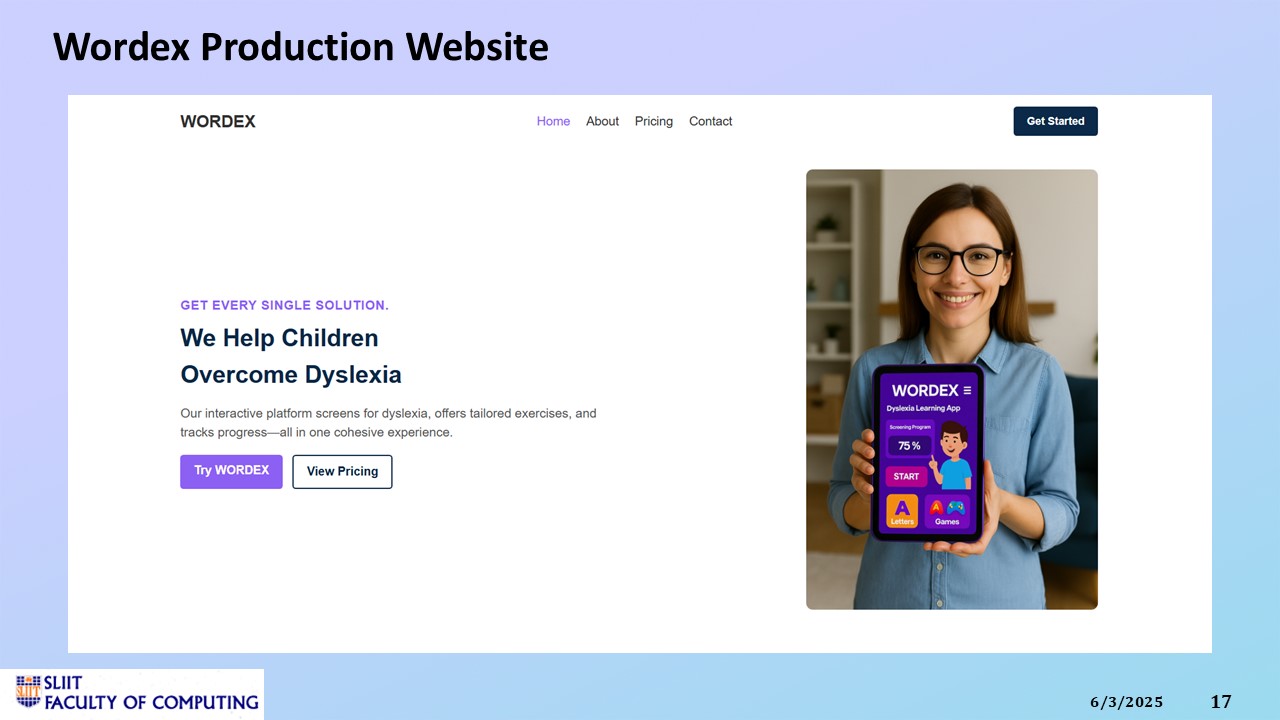 Wordex Production Website
WORDEX
Home About Pricing Contact
Get Started
GET EVERY SINGLE SOLUTION.
We Help Children
Overcome Dyslexia
Our interactive platform screens for dyslexia, offers tailored exercises, and
tracks progress—all in one cohesive experience.
Try WORDEX
View Pricing
WORDEX
Dyslexia Learning App
Screening Program
75 %
START
A
Letters
A
Games
SLIIT
SLIIT
FACULTY OF COMPUTING
6/3/2025
17